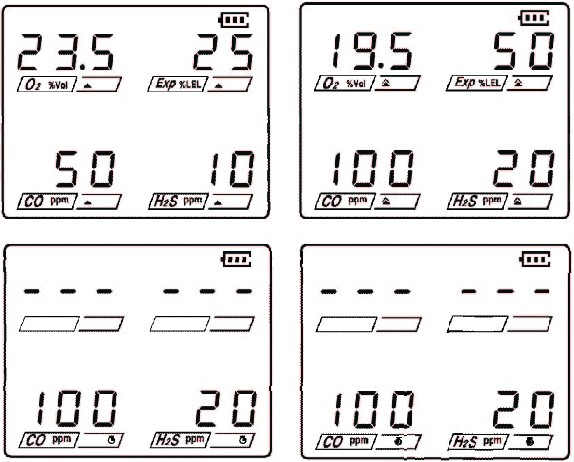 23.5 25
O2 %Vol Exp %LEL
50 10
CO ppm H2S ppm
19.5 50
O2 %Vol Exp %LEL
100 20
CO ppm H2S ppm
--- ---
100 20
CO ppm H2S ppm
--- ---
100 20
CO ppm H2S ppm